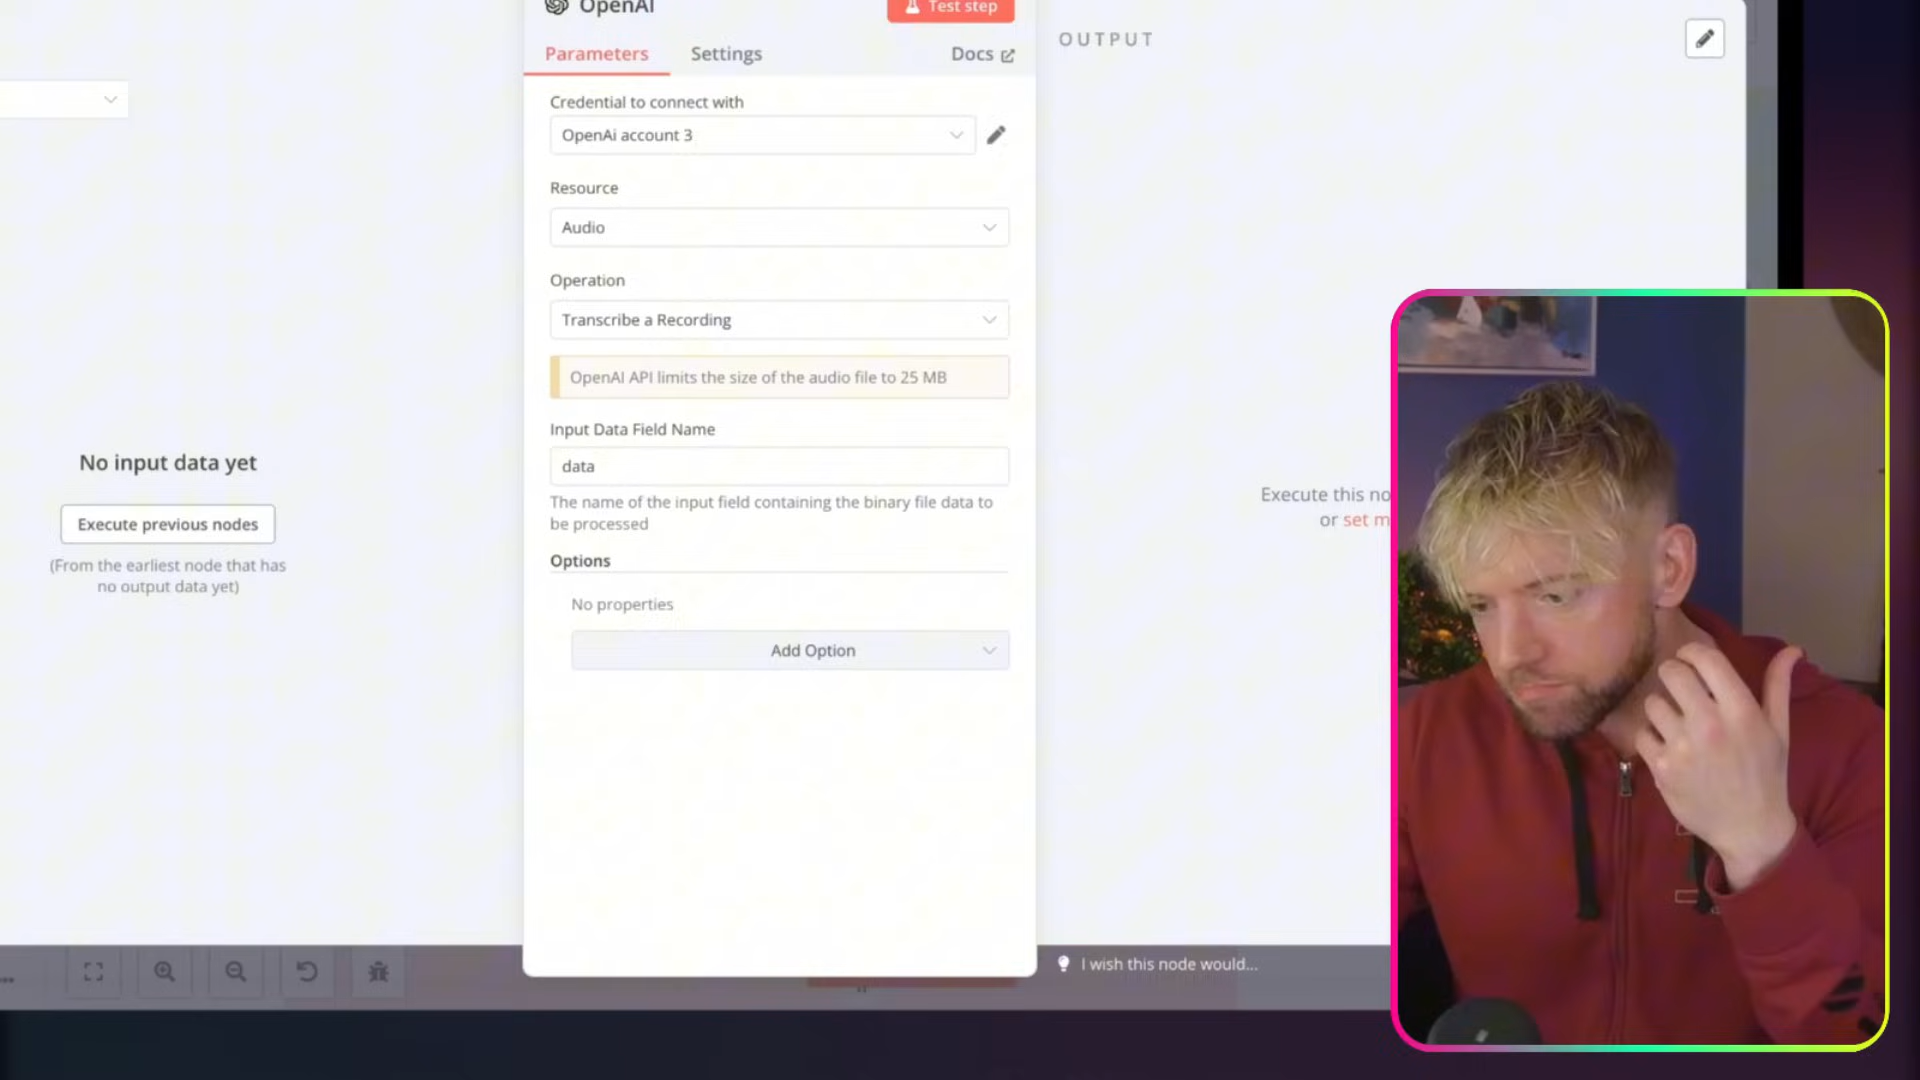 OpenAI
Test step
Parameters
Settings
Docs
OUTPUT
Credential to connect with
OpenAi account 3
Resource
Audio
Operation
Transcribe a Recording
OpenAI API limits the size of the audio file to 25 MB
Input Data Field Name
data
The name of the input field containing the binary file data to
be processed
Options
No properties
Add Option
No input data yet
Execute previous nodes
(From the earliest node that has
no output data yet)
Execute this no
or set m
I wish this node would...